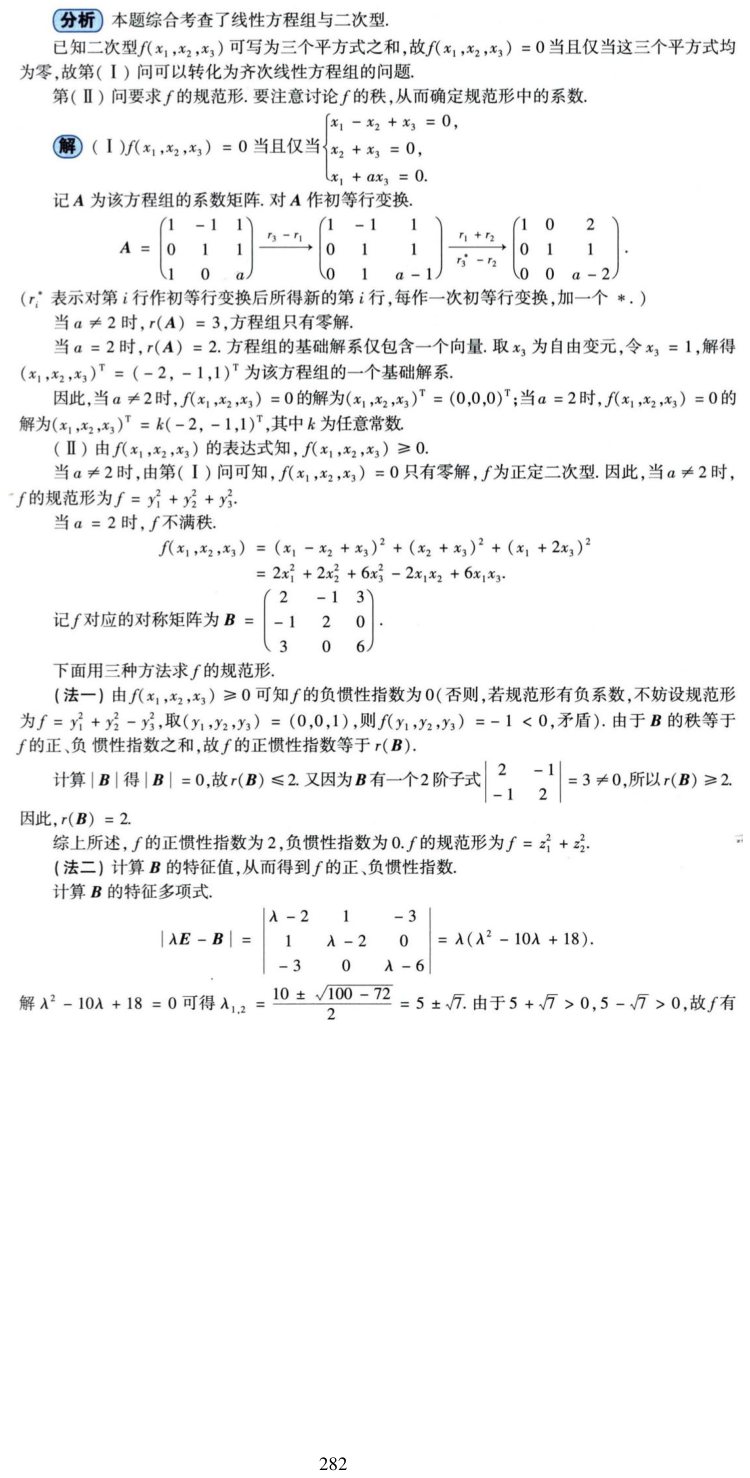 分析 本题综合考查了线性方程组与二次型.
已知二次型f(x₁,x₂,x₃)可写为三个平方式之和,故f(x₁,x₂,x₃) = 0当且仅当这三个平方式均
为零,故第(Ⅰ)问可以转化为齐次线性方程组的问题.
第(Ⅱ)问要求f的规范形.要注意讨论f的秩,从而确定规范形中的系数.
解 (Ⅰ)f(x₁,x₂,x₃) = 0当且仅当{x₁ - x₂ + x₃ = 0, x₂ + x₃ = 0, x₁ + ax₃ = 0.
记A为该方程组的系数矩阵.对A作初等行变换.
A = (1 -1 1; 0 1 1; 1 0 a) —r₃ - r₁→ (1 -1 1; 0 1 1; 0 1 a - 1) —r₁ + r₂, r₃* - r₂→ (1 0 2; 0 1 1; 0 0 a - 2).
(rᵢ* 表示对第i行作初等行变换后所得新的第i行,每作一次初等行变换,加一个 *.)
当a ≠ 2时,r(A) = 3,方程组只有零解.
当a = 2时,r(A) = 2.方程组的基础解系仅包含一个向量.取x₃为自由变元,令x₃ = 1,解得
(x₁,x₂,x₃)ᵀ = (-2, -1,1)ᵀ为该方程组的一个基础解系.
因此,当a ≠ 2时,f(x₁,x₂,x₃) = 0的解为(x₁,x₂,x₃)ᵀ = (0,0,0)ᵀ;当a = 2时,f(x₁,x₂,x₃) = 0的
解为(x₁,x₂,x₃)ᵀ = k(-2, -1,1)ᵀ,其中k为任意常数.
(Ⅱ)由f(x₁,x₂,x₃)的表达式知,f(x₁,x₂,x₃) ≥ 0.
当a ≠ 2时,由第(Ⅰ)问可知,f(x₁,x₂,x₃) = 0只有零解,f为正定二次型.因此,当a ≠ 2时,
f的规范形为f = y₁² + y₂² + y₃².
当a = 2时,f不满秩.
f(x₁,x₂,x₃) = (x₁ - x₂ + x₃)² + (x₂ + x₃)² + (x₁ + 2x₃)²
= 2x₁² + 2x₂² + 6x₃² - 2x₁x₂ + 6x₁x₃.
记f对应的对称矩阵为B = (2 -1 3; -1 2 0; 3 0 6).
下面用三种方法求f的规范形.
(法一)由f(x₁,x₂,x₃) ≥ 0可知f的负惯性指数为0(否则,若规范形有负系数,不妨设规范形
为f = y₁² + y₂² - y₃²,取(y₁,y₂,y₃) = (0,0,1),则f(y₁,y₂,y₃) = -1 < 0,矛盾).由于B的秩等于
f的正、负 惯性指数之和,故f的正惯性指数等于r(B).
计算|B|得|B| = 0,故r(B) ≤ 2.又因为B有一个2阶子式|2 -1; -1 2| = 3 ≠ 0,所以r(B) ≥ 2.
因此,r(B) = 2.
综上所述,f的正惯性指数为2,负惯性指数为0.f的规范形为f = z₁² + z₂².
(法二)计算B的特征值,从而得到f的正、负惯性指数.
计算B的特征多项式.
|λE - B| = |λ - 2 1 -3; 1 λ - 2 0; -3 0 λ - 6| = λ(λ² - 10λ + 18).
解λ² - 10λ + 18 = 0可得λ₁,₂ = (10 ± √(100 - 72))/2 = 5 ± √7.由于5 + √7 > 0,5 - √7 > 0,故f有
282